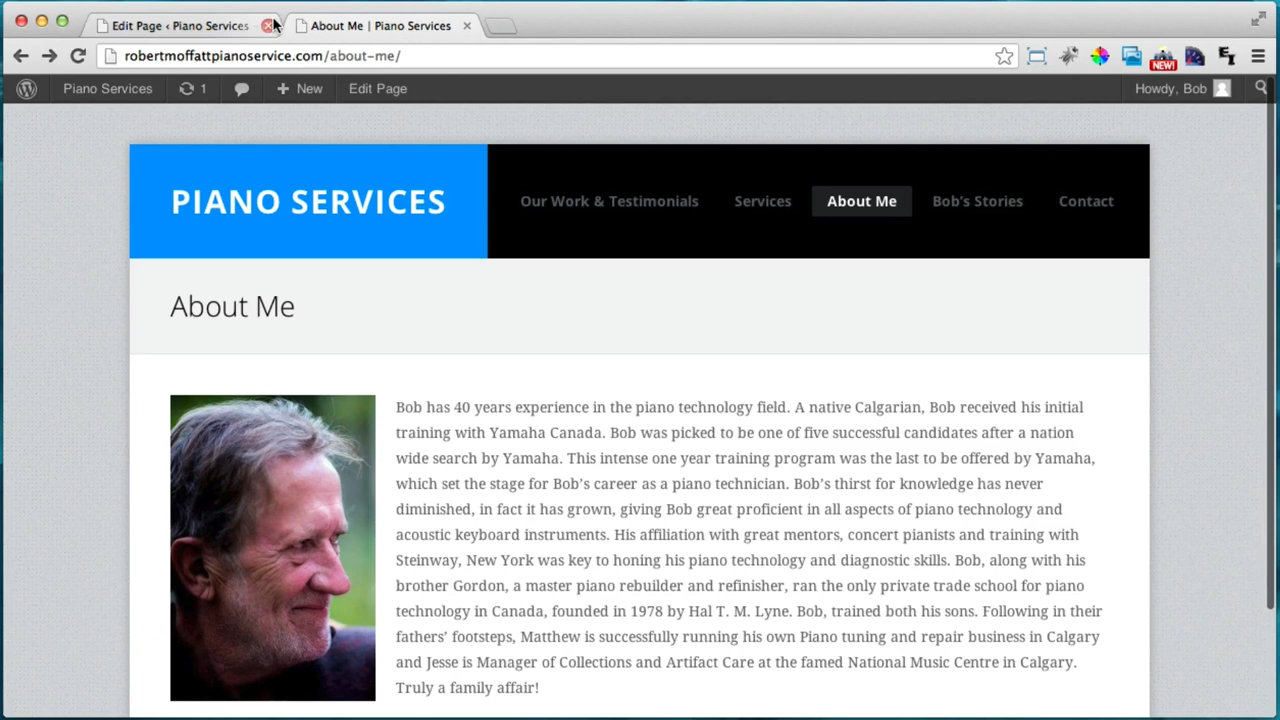 Edit Page ‹ Piano Services
About Me | Piano Services
robertmoffattpianoservice.com/about-me/
NEW!
Piano Services
1
New
Edit Page
Howdy, Bob
PIANO SERVICES
Our Work & Testimonials
Services
About Me
Bob's Stories
Contact
About Me
Bob has 40 years experience in the piano technology field. A native Calgarian, Bob received his initial
training with Yamaha Canada. Bob was picked to be one of five successful candidates after a nation
wide search by Yamaha. This intense one year training program was the last to be offered by Yamaha,
which set the stage for Bob's career as a piano technician. Bob's thirst for knowledge has never
diminished, in fact it has grown, giving Bob great proficient in all aspects of piano technology and
acoustic keyboard instruments. His affiliation with great mentors, concert pianists and training with
Steinway, New York was key to honing his piano technology and diagnostic skills. Bob, along with his
brother Gordon, a master piano rebuilder and refinisher, ran the only private trade school for piano
technology in Canada, founded in 1978 by Hal T. M. Lyne. Bob, trained both his sons. Following in their
fathers' footsteps, Matthew is successfully running his own Piano tuning and repair business in Calgary
and Jesse is Manager of Collections and Artifact Care at the famed National Music Centre in Calgary.
Truly a family affair!